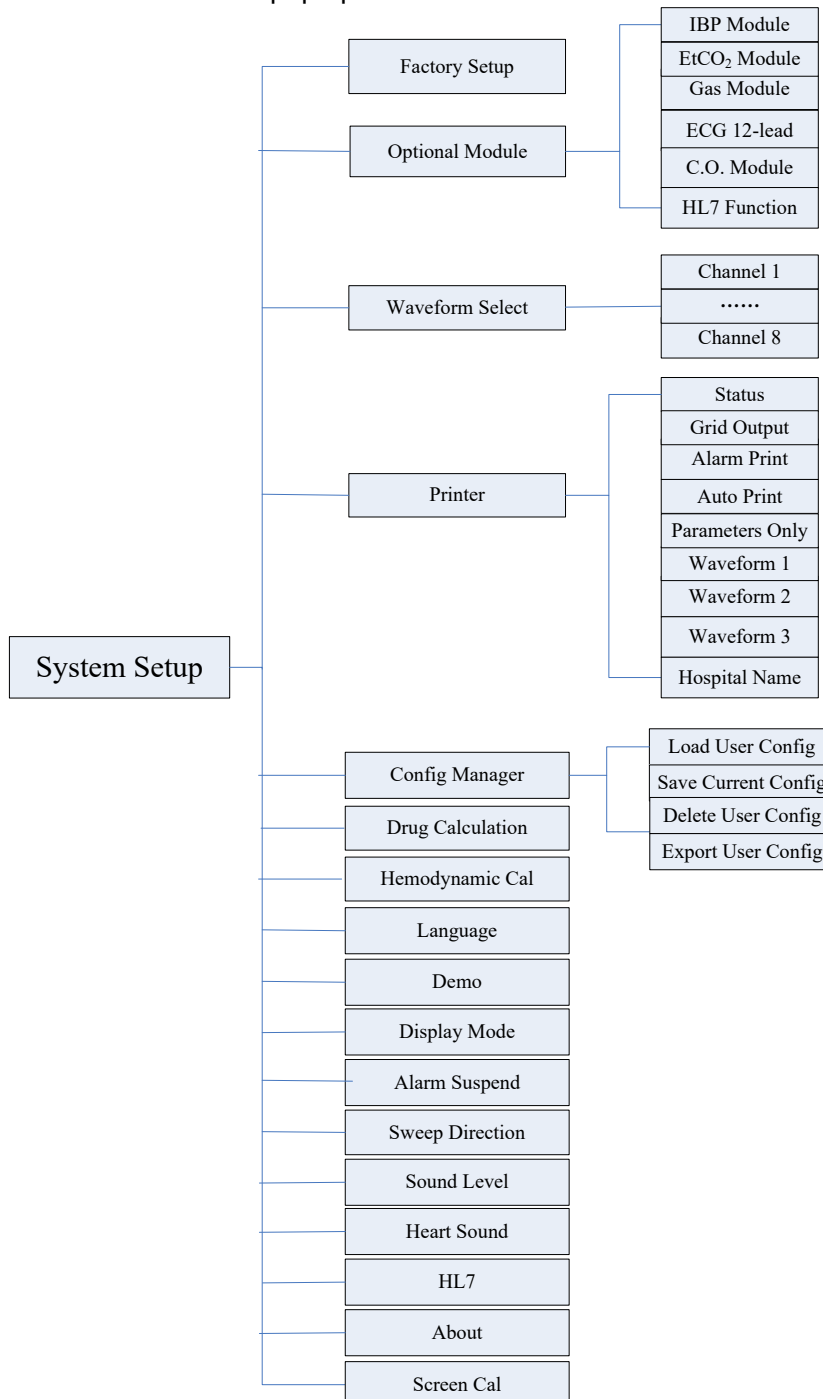 Factory Setup
Optional Module
IBP Module
EtCO₂ Module
Gas Module
ECG 12-lead
C.O. Module
HL7 Function
Waveform Select
Channel 1
......
Channel 8
Printer
Status
Grid Output
Alarm Print
Auto Print
Parameters Only
Waveform 1
Waveform 2
Waveform 3
Hospital Name
System Setup
Config Manager
Load User Config
Save Current Config
Delete User Config
Export User Config
Drug Calculation
Hemodynamic Cal
Language
Demo
Display Mode
Alarm Suspend
Sweep Direction
Sound Level
Heart Sound
HL7
About
Screen Cal